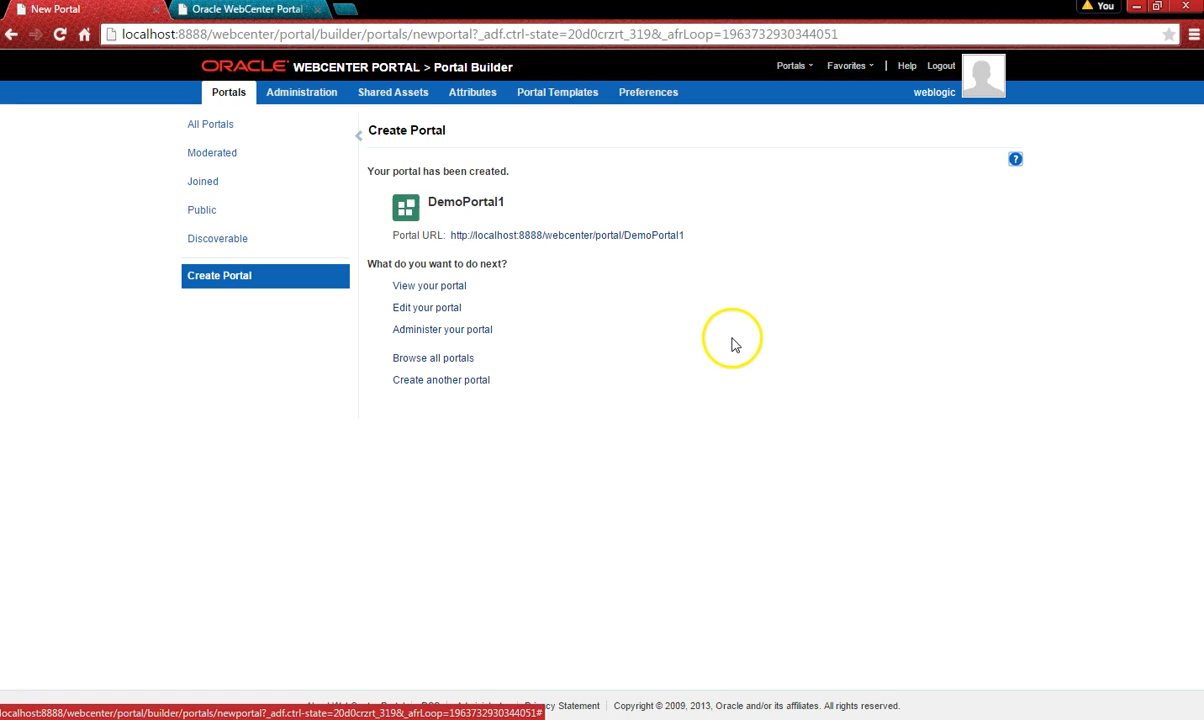 New Portal
Oracle WebCenter Portal
You
localhost:8888/webcenter/portal/builder/portals/newportal?_adf.ctrl-state=20d0crzrt_319&_afrLoop=1963732930344051
ORACLE WEBCENTER PORTAL > Portal Builder
Portals Favorites | Help Logout
Portals Administration Shared Assets Attributes Portal Templates Preferences
weblogic
All Portals
Moderated
Joined
Public
Discoverable
Create Portal
Create Portal
?
Your portal has been created.
DemoPortal1
Portal URL: http://localhost:8888/webcenter/portal/DemoPortal1
What do you want to do next?
View your portal
Edit your portal
Administer your portal
Browse all portals
Create another portal
Privacy Statement | Copyright © 2009, 2013, Oracle and/or its affiliates. All rights reserved.
localhost:8888/webcenter/portal/builder/portals/newportal?_adf.ctrl-state=20d0crzrt_319&_afrLoop=1963732930344051#